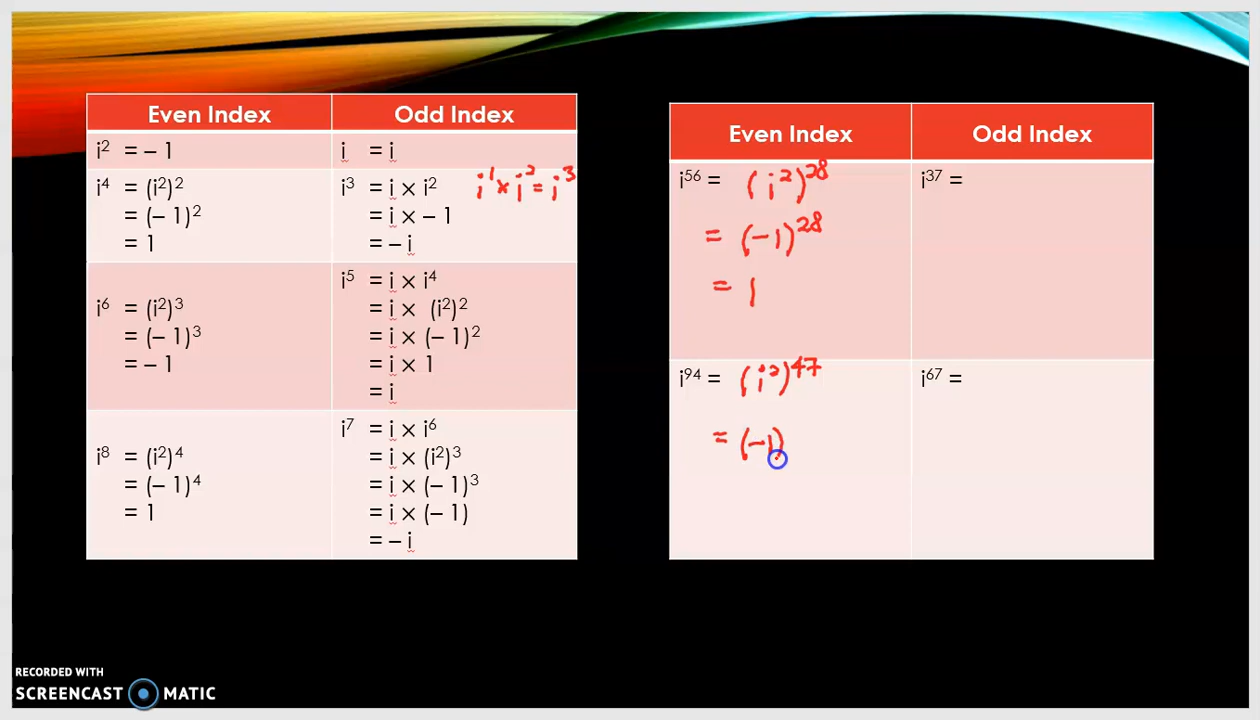 Even Index Odd Index
i² = – 1
i = i
i⁴ = (i²)²
= (– 1)²
= 1
i³ = i × i²
= i × – 1
= – i
i¹ × i² = i³
i⁶ = (i²)³
= (– 1)³
= – 1
i⁵ = i × i⁴
= i × (i²)²
= i × (– 1)²
= i × 1
= i
i⁸ = (i²)⁴
= (– 1)⁴
= 1
i⁷ = i × i⁶
= i × (i²)³
= i × (– 1)³
= i × (– 1)
= – i
Even Index Odd Index
i⁵⁶ = (i²)²⁸
= (−1)²⁸
= 1
i³⁷ =
i⁹⁴ = (i²)⁴⁷
= (−1)
i⁶⁷ =
RECORDED WITH
SCREENCAST MATIC